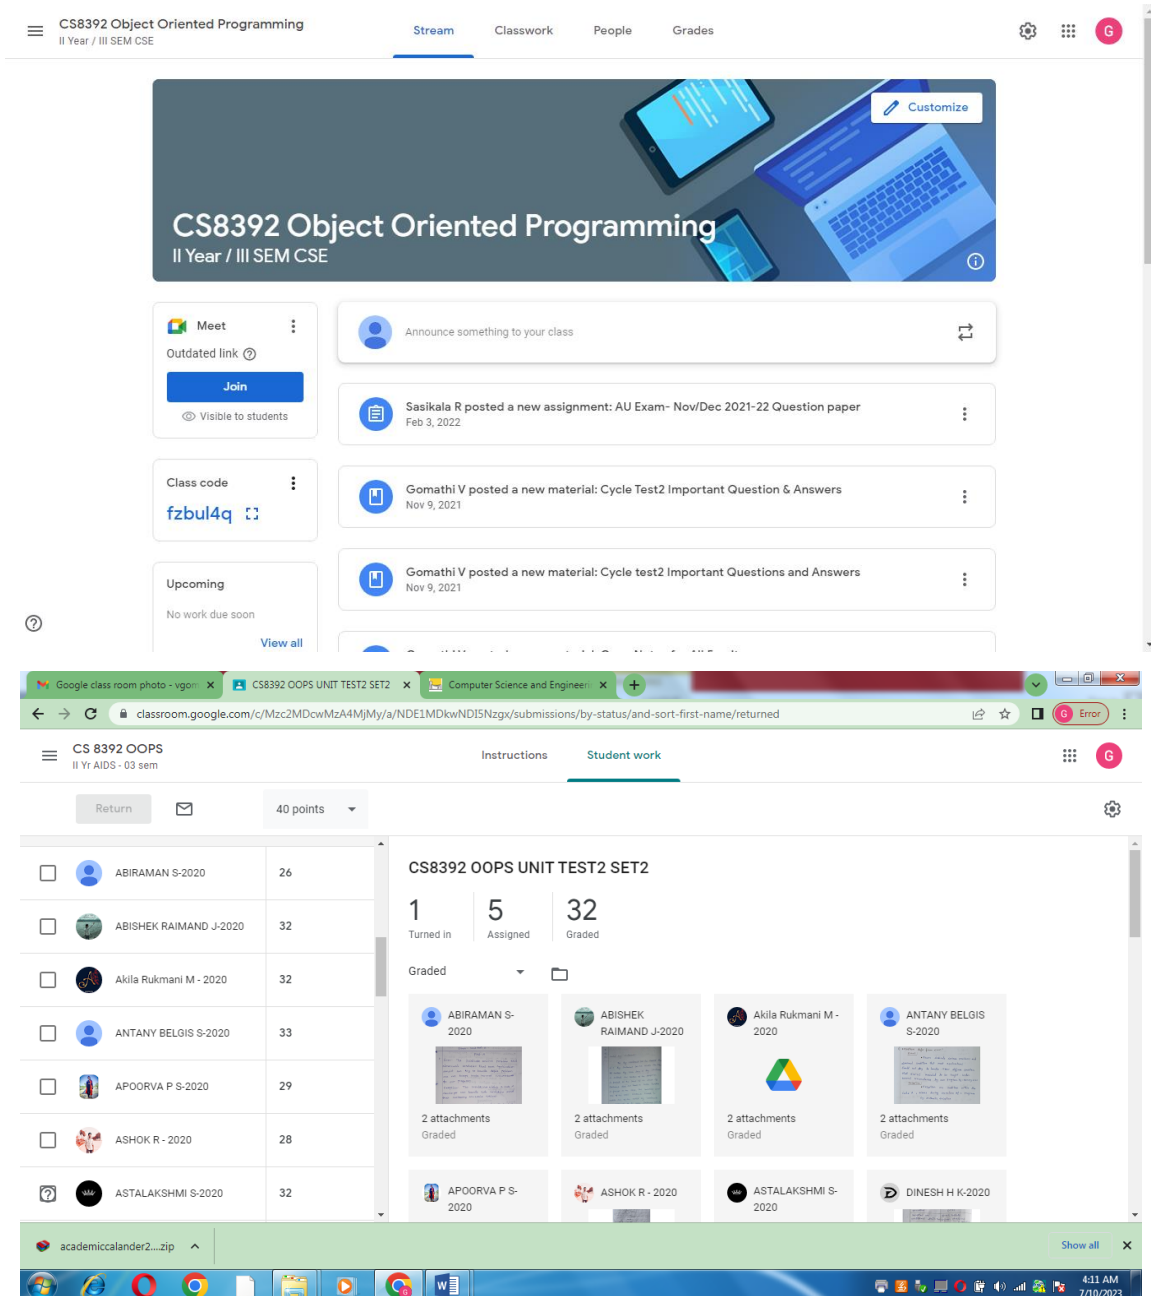 CS8392 Object Oriented Programming
II Year / III SEM CSE
Stream
Classwork
People
Grades
G
Customize
CS8392 Object Oriented Programming
II Year / III SEM CSE
Meet
Outdated link
Join
Visible to students
Class code
fzbul4q
Upcoming
No work due soon
View all
Announce something to your class
Sasikala R posted a new assignment: AU Exam- Nov/Dec 2021-22 Question paper
Feb 3, 2022
Gomathi V posted a new material: Cycle Test2 Important Question & Answers
Nov 9, 2021
Gomathi V posted a new material: Cycle test2 Important Questions and Answers
Nov 9, 2021
Google class room photo - vgom
CS8392 OOPS UNIT TEST2 SET2
Computer Science and Engineeri
classroom.google.com/c/Mzc2MDcwMzA4MjMy/a/NDE1MDkwNDI5Nzgx/submissions/by-status/and-sort-first-name/returned
G Error
CS 8392 OOPS
II Yr AIDS - 03 sem
Instructions
Student work
G
Return
40 points
ABIRAMAN S-2020 26
ABISHEK RAIMAND J-2020 32
Akila Rukmani M - 2020 32
ANTANY BELGIS S-2020 33
APOORVA P S-2020 29
ASHOK R - 2020 28
ASTALAKSHMI S-2020 32
CS8392 OOPS UNIT TEST2 SET2
1 5 32
Turned in Assigned Graded
Graded
ABIRAMAN S-
2020
2 attachments
Graded
ABISHEK
RAIMAND J-2020
2 attachments
Graded
Akila Rukmani M -
2020
2 attachments
Graded
ANTANY BELGIS
S-2020
2 attachments
Graded
APOORVA P S-
2020
ASHOK R - 2020
ASTALAKSHMI S-
2020
DINESH H K-2020
academiccalander2....zip
Show all
4:11 AM
7/10/2023